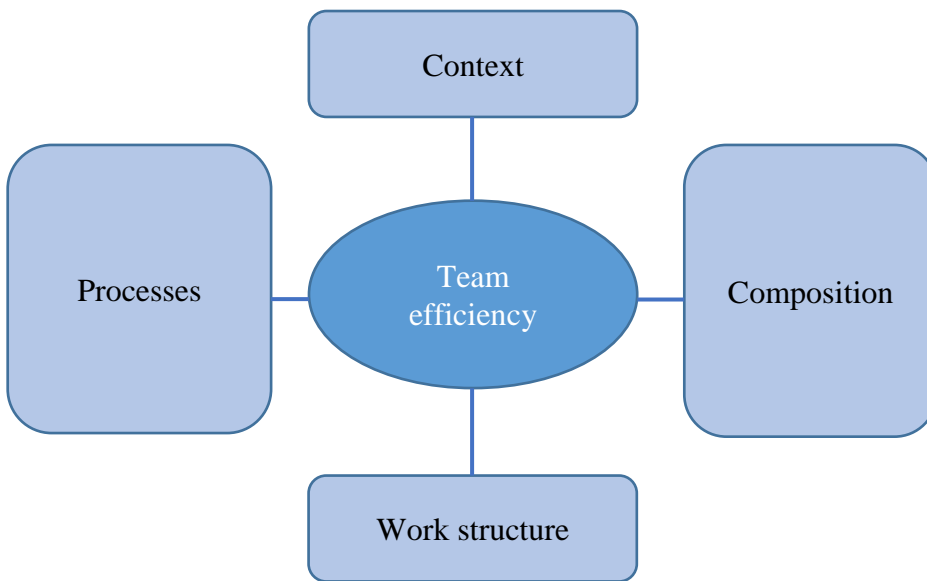 Context
Processes
Team
efficiency
Composition
Work structure